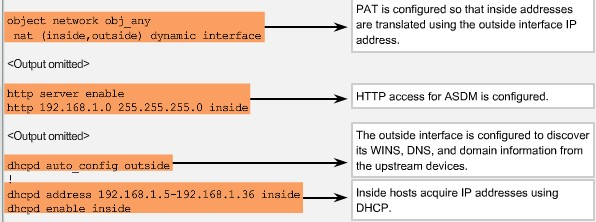 object network obj_any
nat (inside,outside) dynamic interface
PAT is configured so that inside addresses
are translated using the outside interface IP
address.
<Output omitted>
http server enable
http 192.168.1.0 255.255.255.0 inside
HTTP access for ASDM is configured.
<Output omitted>
dhcpd auto_config outside
The outside interface is configured to discover
its WINS, DNS, and domain information from
the upstream devices.
!
dhcpd address 192.168.1.5-192.168.1.36 inside
dhcpd enable inside
Inside hosts acquire IP addresses using
DHCP.